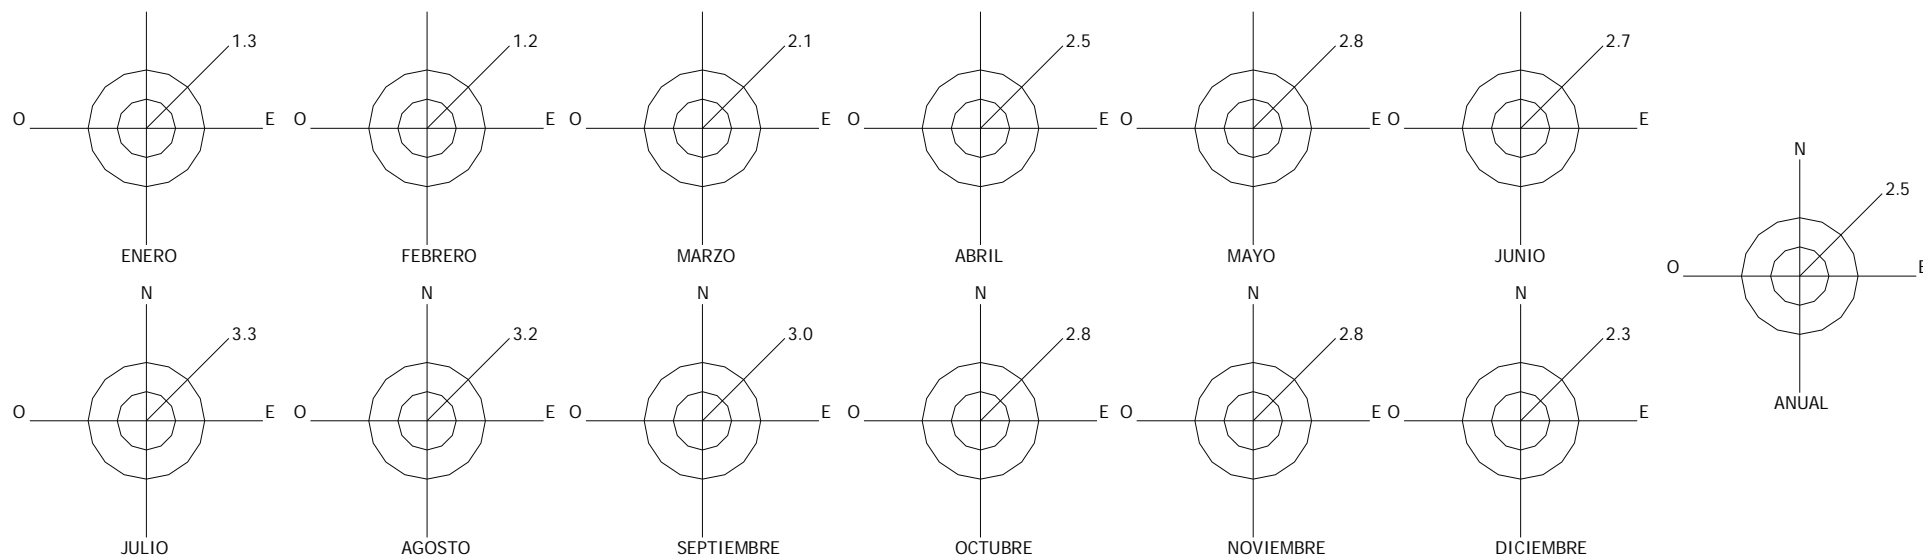 1.3 1.2 2.1 2.5 2.8 2.7
O E O E O E O E O E O E
ENERO FEBRERO MARZO ABRIL MAYO JUNIO
N
2.5
O E
ANUAL
N N N N N N
3.3 3.2 3.0 2.8 2.8 2.3
O E O E O E O E O E O E
JULIO AGOSTO SEPTIEMBRE OCTUBRE NOVIEMBRE DICIEMBRE